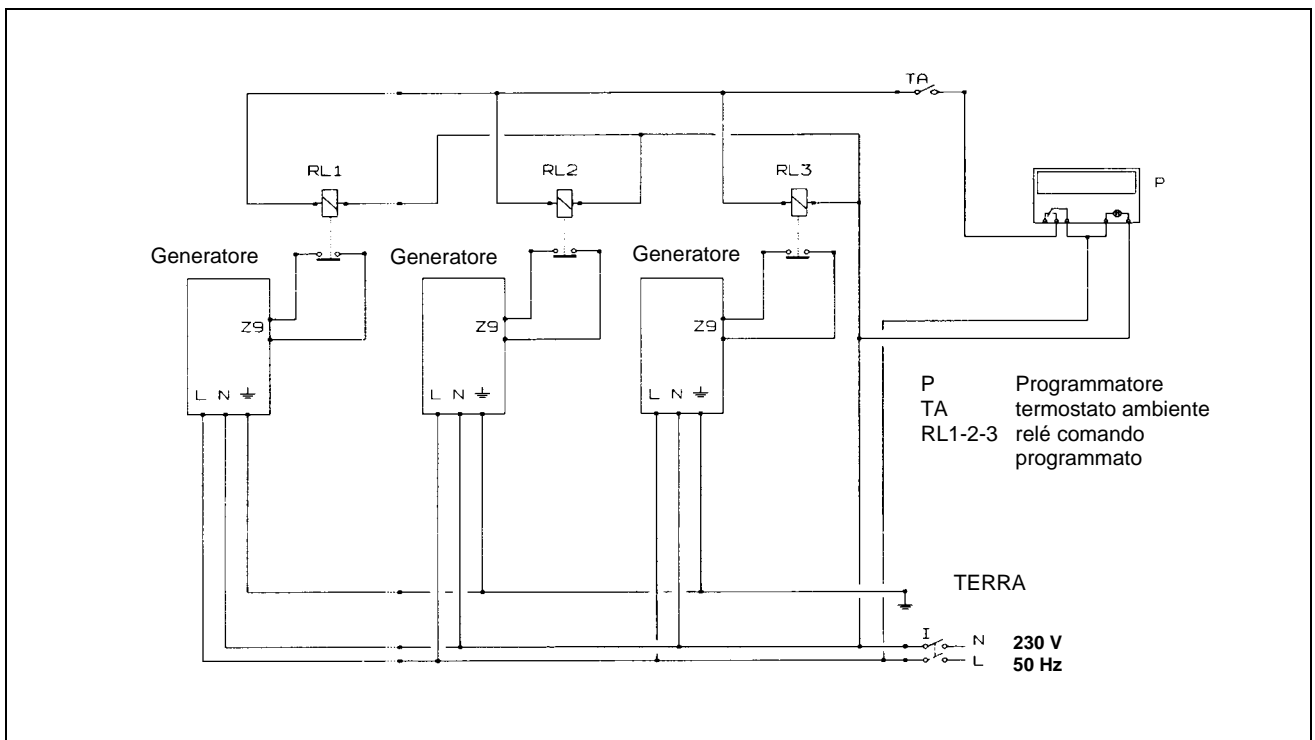 TA
RL1
RL2
RL3
P
Generatore
Generatore
Generatore
Z9
Z9
Z9
L N
L N
L N
P Programmatore
TA termostato ambiente
RL1-2-3 relé comando
programmato
TERRA
I
N 230 V
L 50 Hz